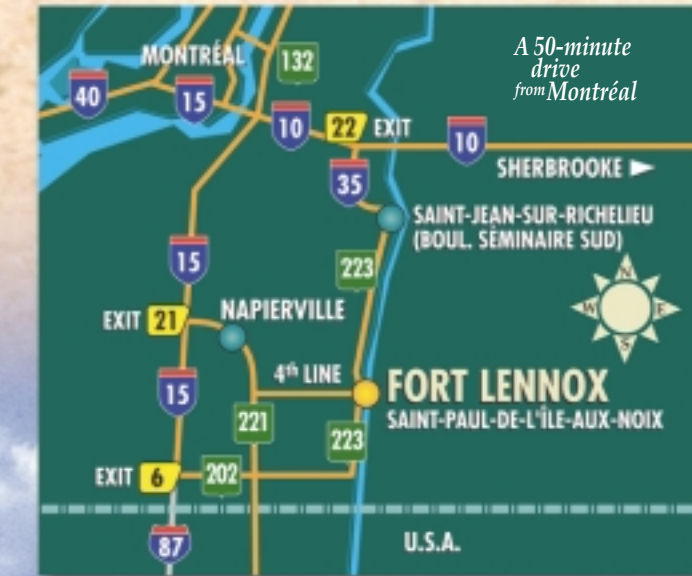 A 50-minute
drive
from Montréal
MONTRÉAL
132
40
15
10
22 EXIT
10
SHERBROOKE
35
SAINT-JEAN-SUR-RICHELIEU
(BOUL. SÉMINAIRE SUD)
15
223
N
W E
S
EXIT 21
NAPIERVILLE
4th LINE
FORT LENNOX
SAINT-PAUL-DE-L'ÎLE-AUX-NOIX
15
221
223
EXIT 6
202
U.S.A.
87